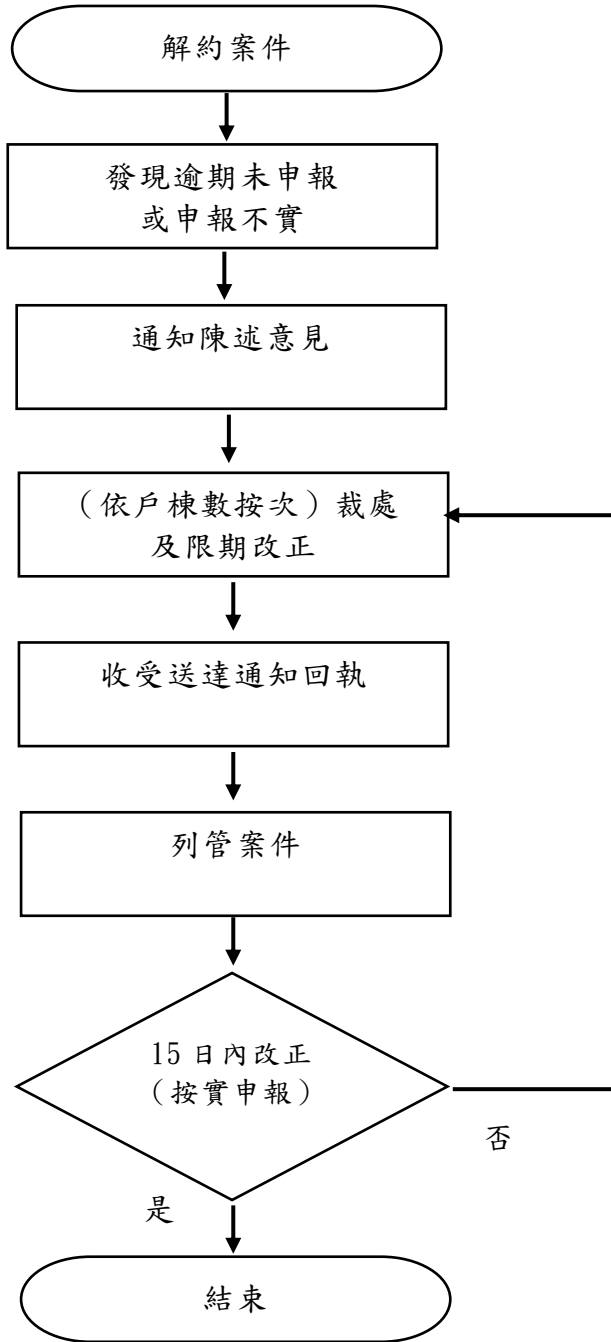 解約案件
發現逾期未申報
或申報不實
通知陳述意見
（依戶棟數按次）裁處
及限期改正
收受送達通知回執
列管案件
15 日內改正
（按實申報）
否
是
結束